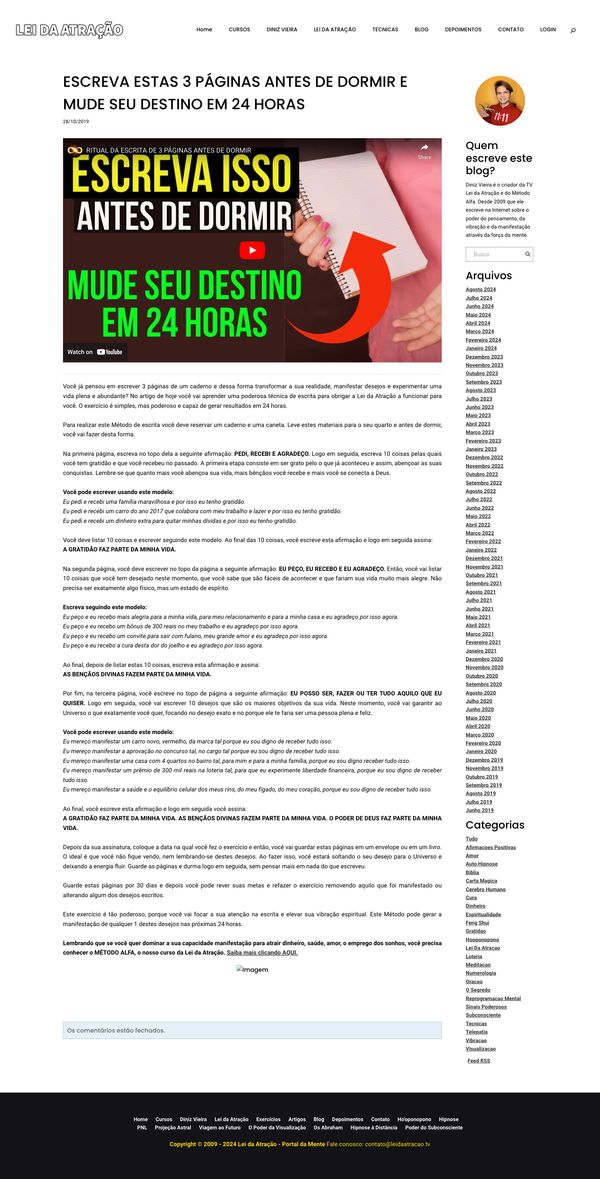 LEI DA ATRAÇÃO
Home CURSOS DINIZ VIEIRA LEI DA ATRAÇÃO TECNICAS BLOG DEPOIMENTOS CONTATO LOGIN
ESCREVA ESTAS 3 PÁGINAS ANTES DE DORMIR E
MUDE SEU DESTINO EM 24 HORAS
28/10/2019
RITUAL DA ESCRITA DE 3 PÁGINAS ANTES DE DORMIR
Share
ESCREVA ISSO
ANTES DE DORMIR
MUDE SEU DESTINO
EM 24 HORAS
Watch on YouTube
Você já pensou em escrever 3 páginas de um caderno e dessa forma transformar a sua realidade, manifestar desejos e experimentar uma
vida plena e abundante? No artigo de hoje você vai aprender uma poderosa técnica de escrita para obrigar a Lei da Atração a funcionar para
você. O exercício é simples, mas poderoso e capaz de gerar resultados em 24 horas.
Para realizar este Método de escrita você deve reservar um caderno e uma caneta. Leve estes materiais para o seu quarto e antes de dormir,
você vai fazer desta forma.
Na primeira página, escreva no topo dela a seguinte afirmação: PEDI, RECEBI E AGRADEÇO. Logo em seguida, escreva 10 coisas pelas quais
você tem gratidão e que você recebeu no passado. A primeira etapa consiste em ser grato pelo o que já aconteceu e assim, abençoar as suas
conquistas. Lembre-se que quanto mais você abençoa sua vida, mais bênçãos você recebe e mais você se conecta a Deus.
Você pode escrever usando este modelo:
Eu pedi e recebi uma família maravilhosa e por isso eu tenho gratidão.
Eu pedi e recebi um carro do ano 2017 que colabora com meu trabalho e lazer e por isso eu tenho gratidão.
Eu pedi e recebi um dinheiro extra para quitar minhas dívidas e por isso eu tenho gratidão.
Você deve listar 10 coisas e escrever seguindo este modelo. Ao final das 10 coisas, você escreve esta afirmação e logo em seguida assina:
A GRATIDÃO FAZ PARTE DA MINHA VIDA.
Na segunda página, você deve escrever no topo da página a seguinte afirmação: EU PEÇO, EU RECEBO E EU AGRADEÇO. Então, você vai listar
10 coisas que você tem desejado neste momento, que você sabe que são fáceis de acontecer e que fariam sua vida muito mais alegre. Não
precisa ser exatamente algo físico, mas um estado de espírito.
Escreva seguindo este modelo:
Eu peço e eu recebo mais alegria para a minha vida, para meu relacionamento e para a minha casa e eu agradeço por isso agora.
Eu peço e eu recebo um bônus de 300 reais no meu trabalho e eu agradeço por isso agora.
Eu peço e eu recebo um convite para sair com fulano, meu grande amor e eu agradeço por isso agora.
Eu peço e eu recebo a cura desta dor do joelho e eu agradeço por isso agora.
Ao final, depois de listar estas 10 coisas, escreva esta afirmação e assina:
AS BENÇÃOS DIVINAS FAZEM PARTE DA MINHA VIDA.
Por fim, na terceira página, você escreve no topo de página a seguinte afirmação: EU POSSO SER, FAZER OU TER TUDO AQUILO QUE EU
QUISER. Logo em seguida, você vai escrever 10 desejos que são os maiores objetivos da sua vida. Neste momento, você vai garantir ao
Universo o que exatamente você quer, focando no desejo exato e no porque ele te faria ser uma pessoa plena e feliz.
Você pode escrever usando este modelo:
Eu mereço manifestar um carro novo, vermelho, da marca tal porque eu sou digno de receber tudo isso.
Eu mereço manifestar a aprovação no concurso tal, no cargo tal porque eu sou digno de receber tudo isso.
Eu mereço manifestar uma casa com 4 quartos no bairro tal, para mim e para a minha família, porque eu sou digno receber tudo isso
Eu mereço manifestar um prêmio de 300 mil reais na loteria tal, para que eu experimente liberdade financeira, porque eu sou digno de receber
tudo isso.
Eu mereço manifestar a saúde e o equilíbrio celular dos meus rins, do meu fígado, do meu coração, porque eu sou digno de receber tudo isso.
Ao final, você escreve esta afirmação e logo em seguida você assina:
A GRATIDÃO FAZ PARTE DA MINHA VIDA. AS BENÇÃOS DIVINAS FAZEM PARTE DA MINHA VIDA. O PODER DE DEUS FAZ PARTE DA MINHA
VIDA.
Depois da sua assinatura, coloque a data na qual você fez o exercício e então, você vai guardar estas páginas em um envelope ou em um livro.
O ideal é que você não fique vendo, nem lembrando-se destes desejos. Ao fazer isso, você estará soltando o seu desejo para o Universo e
deixando a energia fluir. Guarde as páginas e durma logo em seguida, sem pensar mais em nada do que escreveu.
Guarde estas páginas por 30 dias e depois você pode rever suas metas e refazer o exercício removendo aquilo que foi manifestado ou
alterando algum dos desejos escritos.
Este exercício é tão poderoso, porque você vai focar a sua atenção na escrita e elevar sua vibração espiritual. Este Método pode gerar a
manifestação de qualquer 1 destes desejos nas próximas 24 horas.
Lembrando que se você quer dominar a sua capacidade manifestação para atrair dinheiro, saúde, amor, o emprego dos sonhos, você precisa
conhecer o MÉTODO ALFA, o nosso curso da Lei da Atração. Saiba mais clicando AQUI.
Imagem
Os comentários estão fechados.
11:11
Quem
escreve este
blog?
Diniz Vieira é o criador da TV
Lei da Atração e do Método
Alfa. Desde 2009 que ele
escreve na Internet sobre o
poder do pensamento, da
vibração e da manifestação
através da força da mente.
Busca
Arquivos
Agosto 2024
Julho 2024
Junho 2024
Maio 2024
Abril 2024
Março 2024
Fevereiro 2024
Janeiro 2024
Dezembro 2023
Novembro 2023
Outubro 2023
Setembro 2023
Agosto 2023
Julho 2023
Junho 2023
Maio 2023
Abril 2023
Março 2023
Fevereiro 2023
Janeiro 2023
Dezembro 2022
Novembro 2022
Outubro 2022
Setembro 2022
Agosto 2022
Julho 2022
Junho 2022
Maio 2022
Abril 2022
Março 2022
Fevereiro 2022
Janeiro 2022
Dezembro 2021
Novembro 2021
Outubro 2021
Setembro 2021
Agosto 2021
Julho 2021
Junho 2021
Maio 2021
Abril 2021
Março 2021
Fevereiro 2021
Janeiro 2021
Dezembro 2020
Novembro 2020
Outubro 2020
Setembro 2020
Agosto 2020
Julho 2020
Junho 2020
Maio 2020
Abril 2020
Março 2020
Fevereiro 2020
Janeiro 2020
Dezembro 2019
Novembro 2019
Outubro 2019
Setembro 2019
Agosto 2019
Julho 2019
Junho 2019
Categorias
Tudo
Afirmacoes Positivas
Amor
Auto Hipnose
Bíblia
Carta Magica
Cerebro Humano
Cura
Dinheiro
Espiritualidade
Feng Shui
Gratidao
Hooponopono
Lei Da Atracao
Loteria
Meditacao
Numerologia
Oracao
O Segredo
Reprogramacao Mental
Sinais Poderosos
Subconsciente
Tecnicas
Telepatia
Vibracao
Visualizacao
Feed RSS
Home Cursos Diniz Vieira Lei da Atração Exercícios Artigos Blog Depoimentos Contato Ho'oponopono Hipnose
PNL Projeção Astral Viagem ao Futuro O Poder da Visualização Os Abraham Hipnose à Distância Poder do Subconsciente
Copyright © 2009 - 2024 Lei da Atração - Portal da Mente Fale conosco: contato@leidaatracao.tv